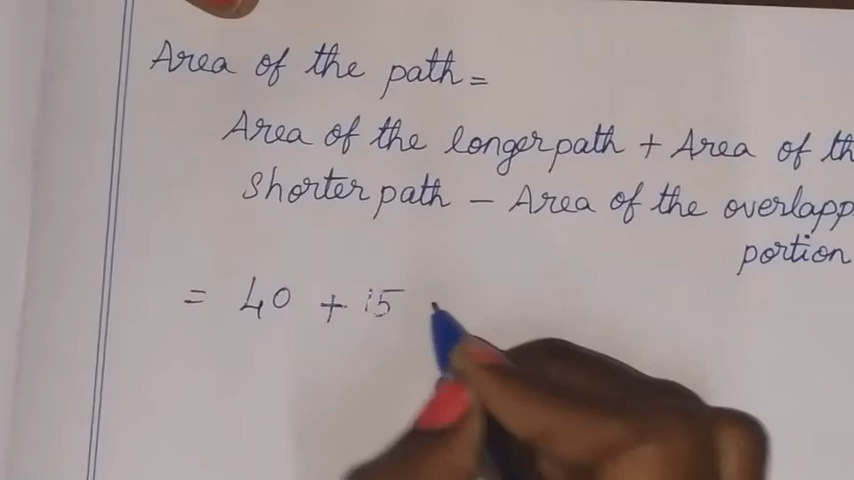 Area of the path =
Area of the longer path + Area of th
shorter path - Area of the overlapp
portion
= 40 + 15